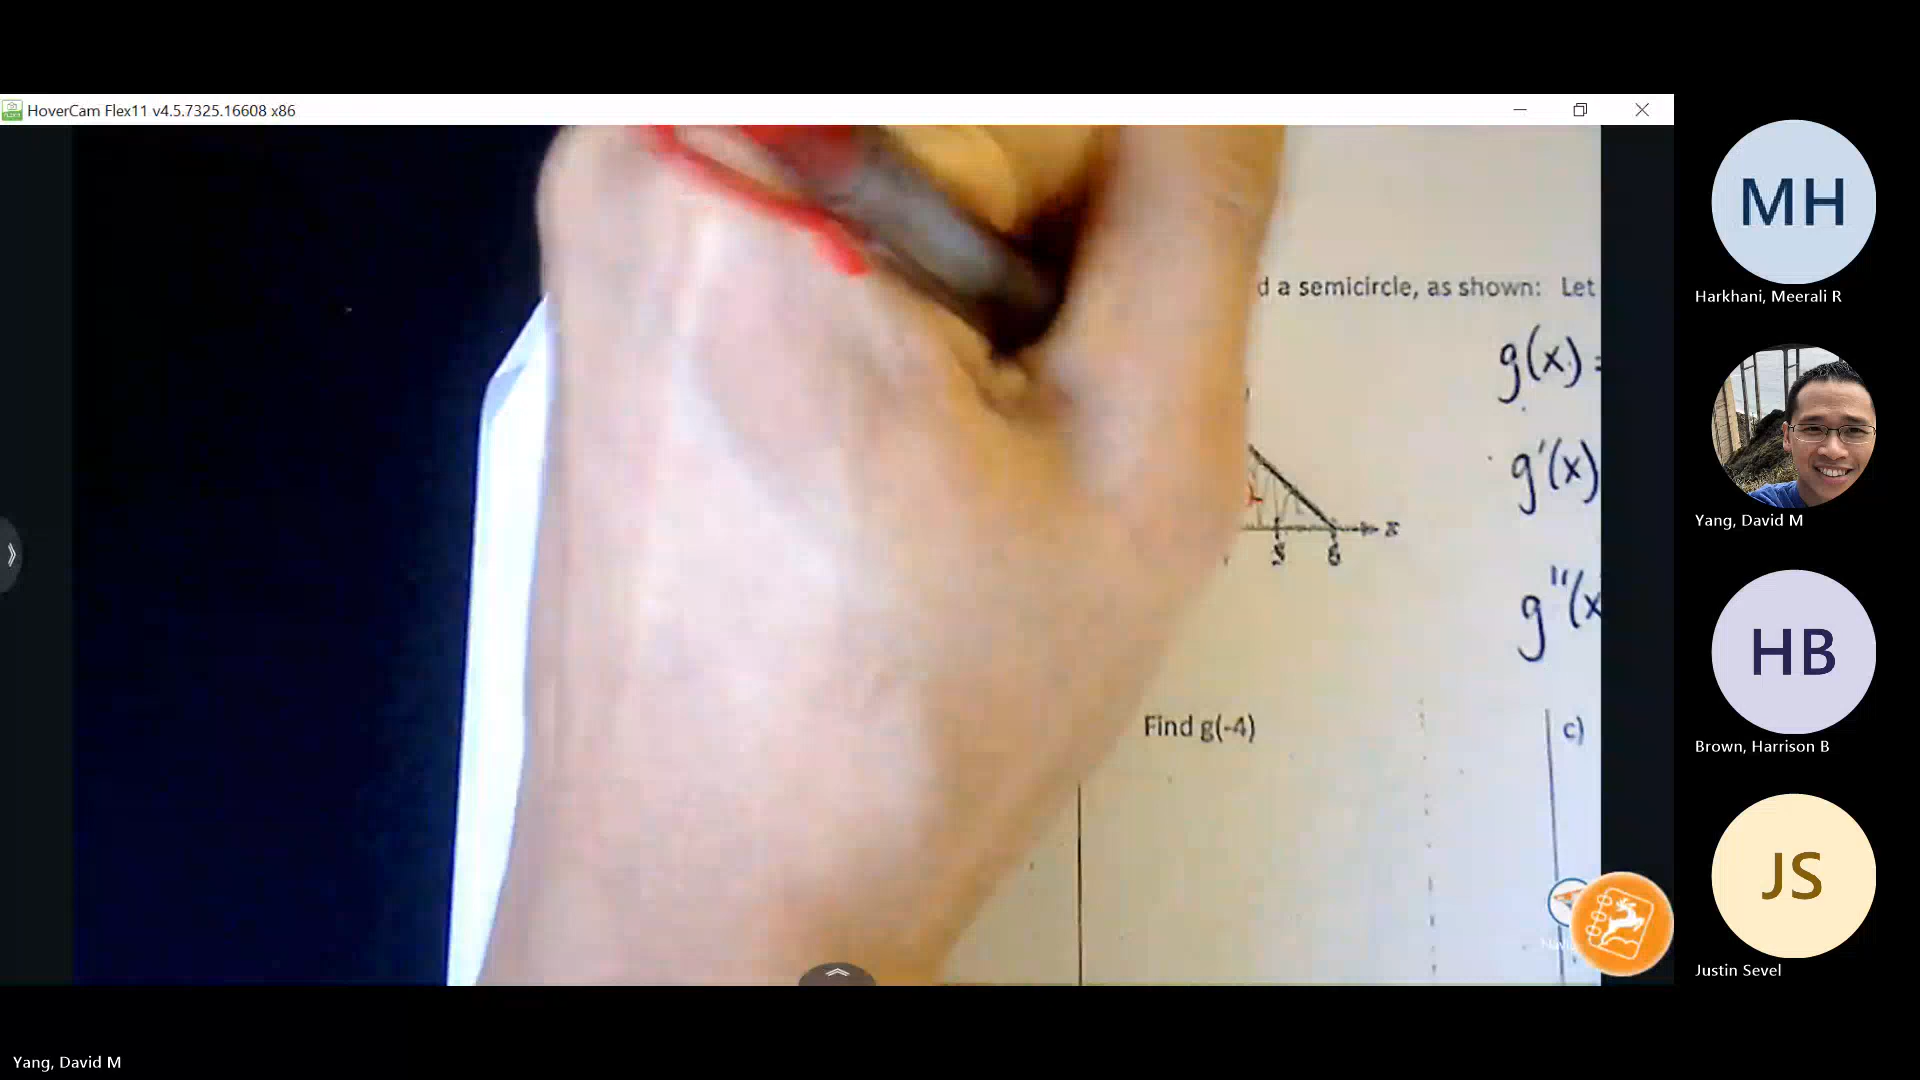 HoverCam Flex11 v4.5.7325.16608 x86
d a semicircle, as shown: Let
g(x) =
g'(x)
x
5
6
g"(x
Find g(-4)
c)
MH
Harkhani, Meerali R
Yang, David M
HB
Brown, Harrison B
JS
Justin Sevel
Yang, David M